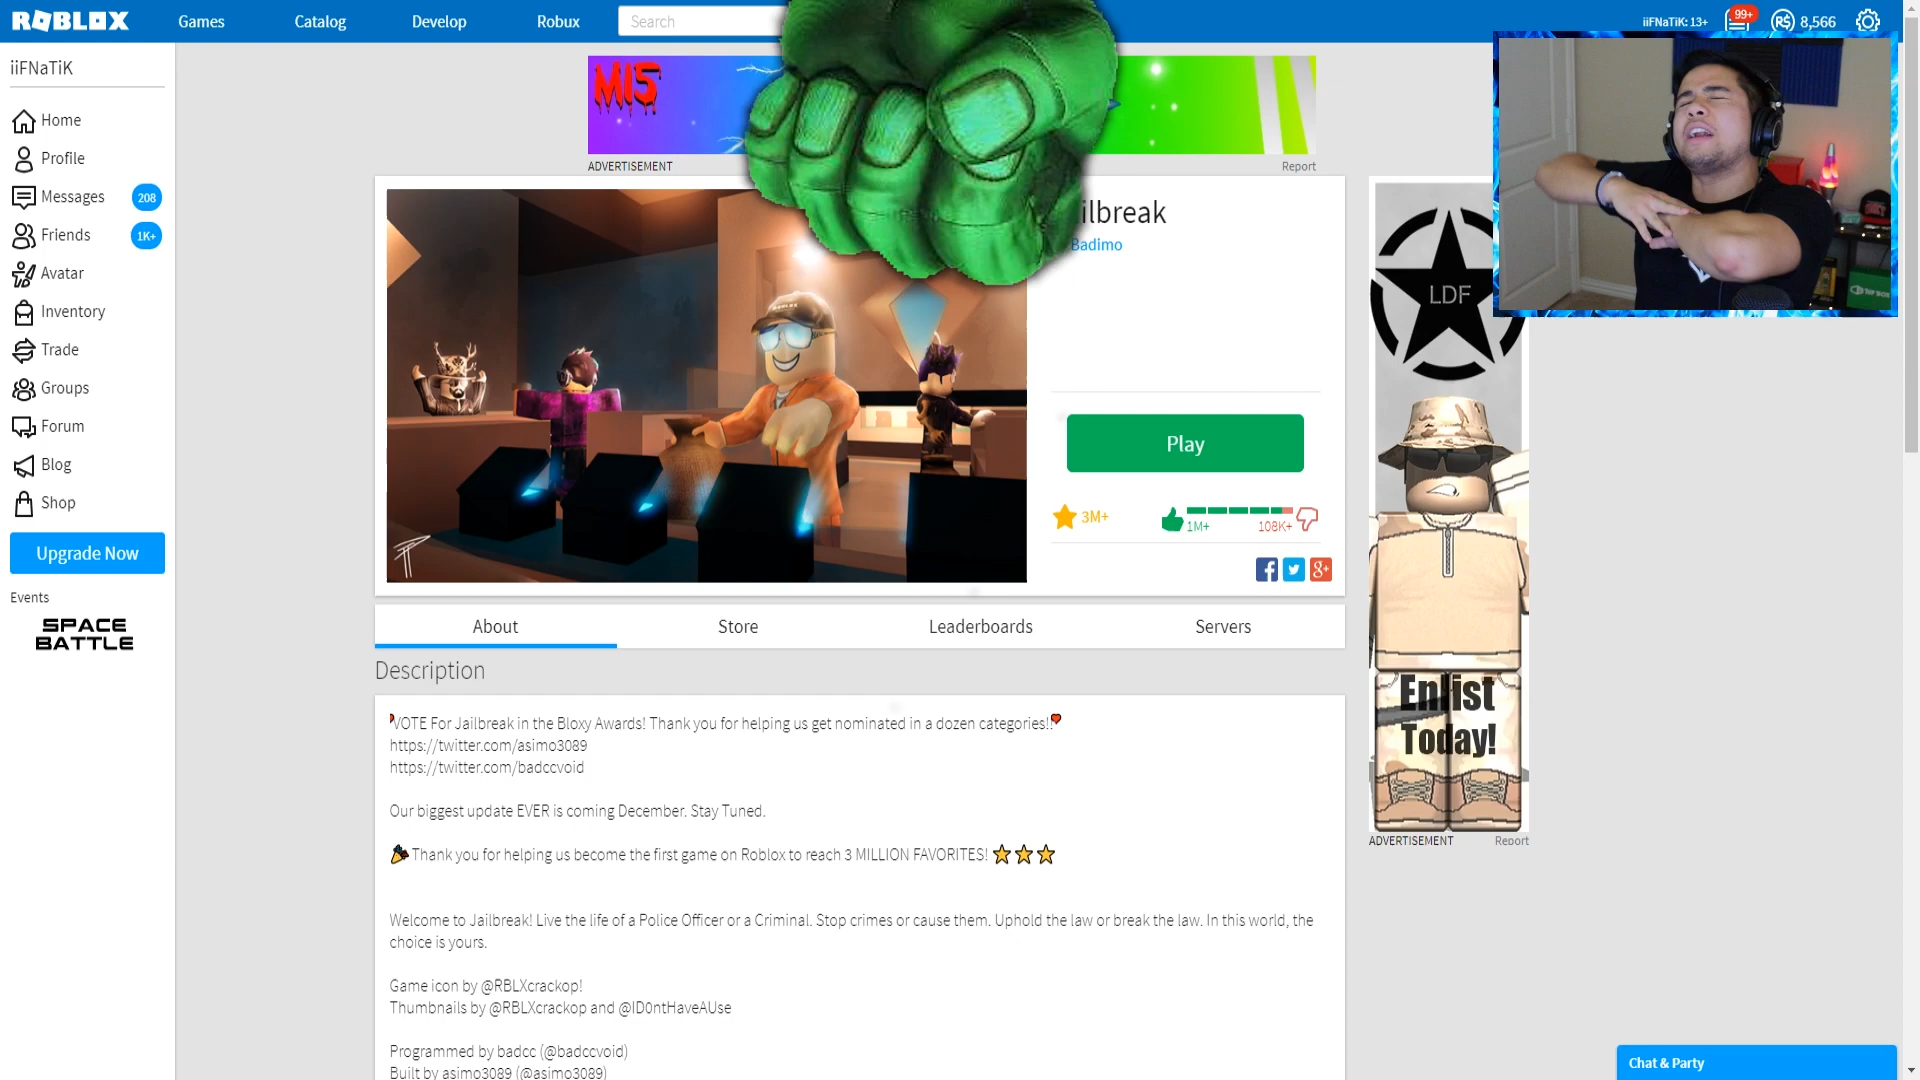 ROBLOX
Games
Catalog
Develop
Robux
Search
iiFNaTiK: 13+
99+
R$
8,566
iiFNaTiK
Home
Profile
Messages
208
Friends
1K+
Avatar
Inventory
Trade
Groups
Forum
Blog
Shop
Upgrade Now
Events
SPACE
BATTLE
MI5
ADVERTISEMENT
Report
ROBLOX
ilbreak
Badimo
Play
3M+
1M+
108K+
About
Store
Leaderboards
Servers
Description
VOTE For Jailbreak in the Bloxy Awards! Thank you for helping us get nominated in a dozen categories!!
https://twitter.com/asimo3089
https://twitter.com/badccvoid
Our biggest update EVER is coming December. Stay Tuned.
Thank you for helping us become the first game on Roblox to reach 3 MILLION FAVORITES!
Welcome to Jailbreak! Live the life of a Police Officer or a Criminal. Stop crimes or cause them. Uphold the law or break the law. In this world, the
choice is yours.
Game icon by @RBLXcrackop!
Thumbnails by @RBLXcrackop and @ID0ntHaveAUse
Programmed by badcc (@badccvoid)
Built by asimo3089 (@asimo3089)
LDF
Enlist
Today!
ADVERTISEMENT
Report
Chat & Party